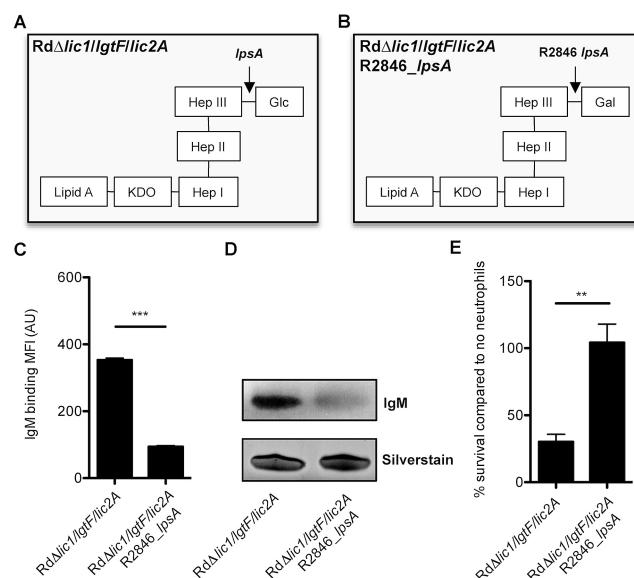 A
RdΔlic1/lgtF/lic2A
lpsA
Hep III
Glc
Hep II
Lipid A
KDO
Hep I
B
RdΔlic1/lgtF/lic2A
R2846_lpsA
R2846 lpsA
Hep III
Gal
Hep II
Lipid A
KDO
Hep I
C
IgM binding MFI (AU)
600
400
200
0
***
RdΔlic1/lgtF/lic2A
RdΔlic1/lgtF/lic2A
R2846_lpsA
D
IgM
Silverstain
RdΔlic1/lgtF/lic2A
RdΔlic1/lgtF/lic2A
R2846_lpsA
E
% survival compared to no neutrophils
150
100
50
0
**
RdΔlic1/lgtF/lic2A
RdΔlic1/lgtF/lic2A
R2846_lpsA